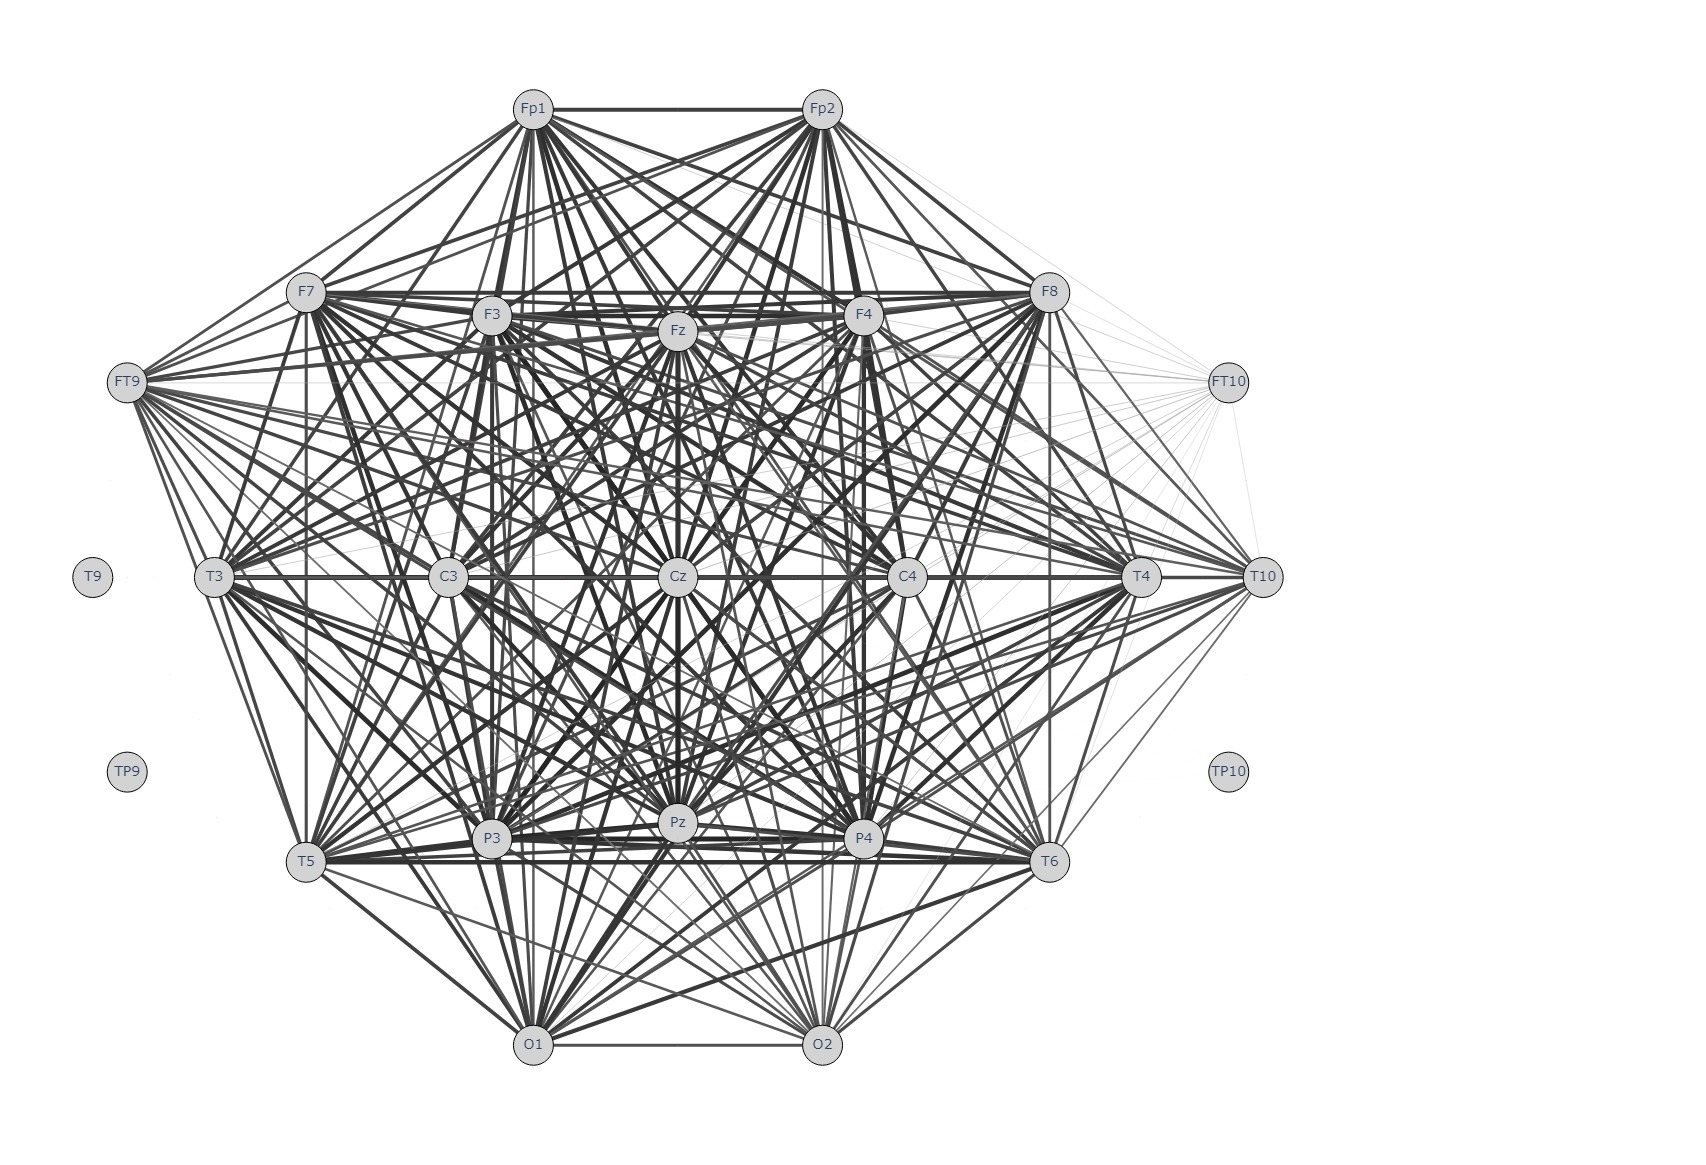 Fp1 Fp2
F7 F3 Fz F4 F8
FT9 FT10
T9 T3 C3 Cz C4 T4 T10
TP9 TP10
T5 P3 Pz P4 T6
O1 O2